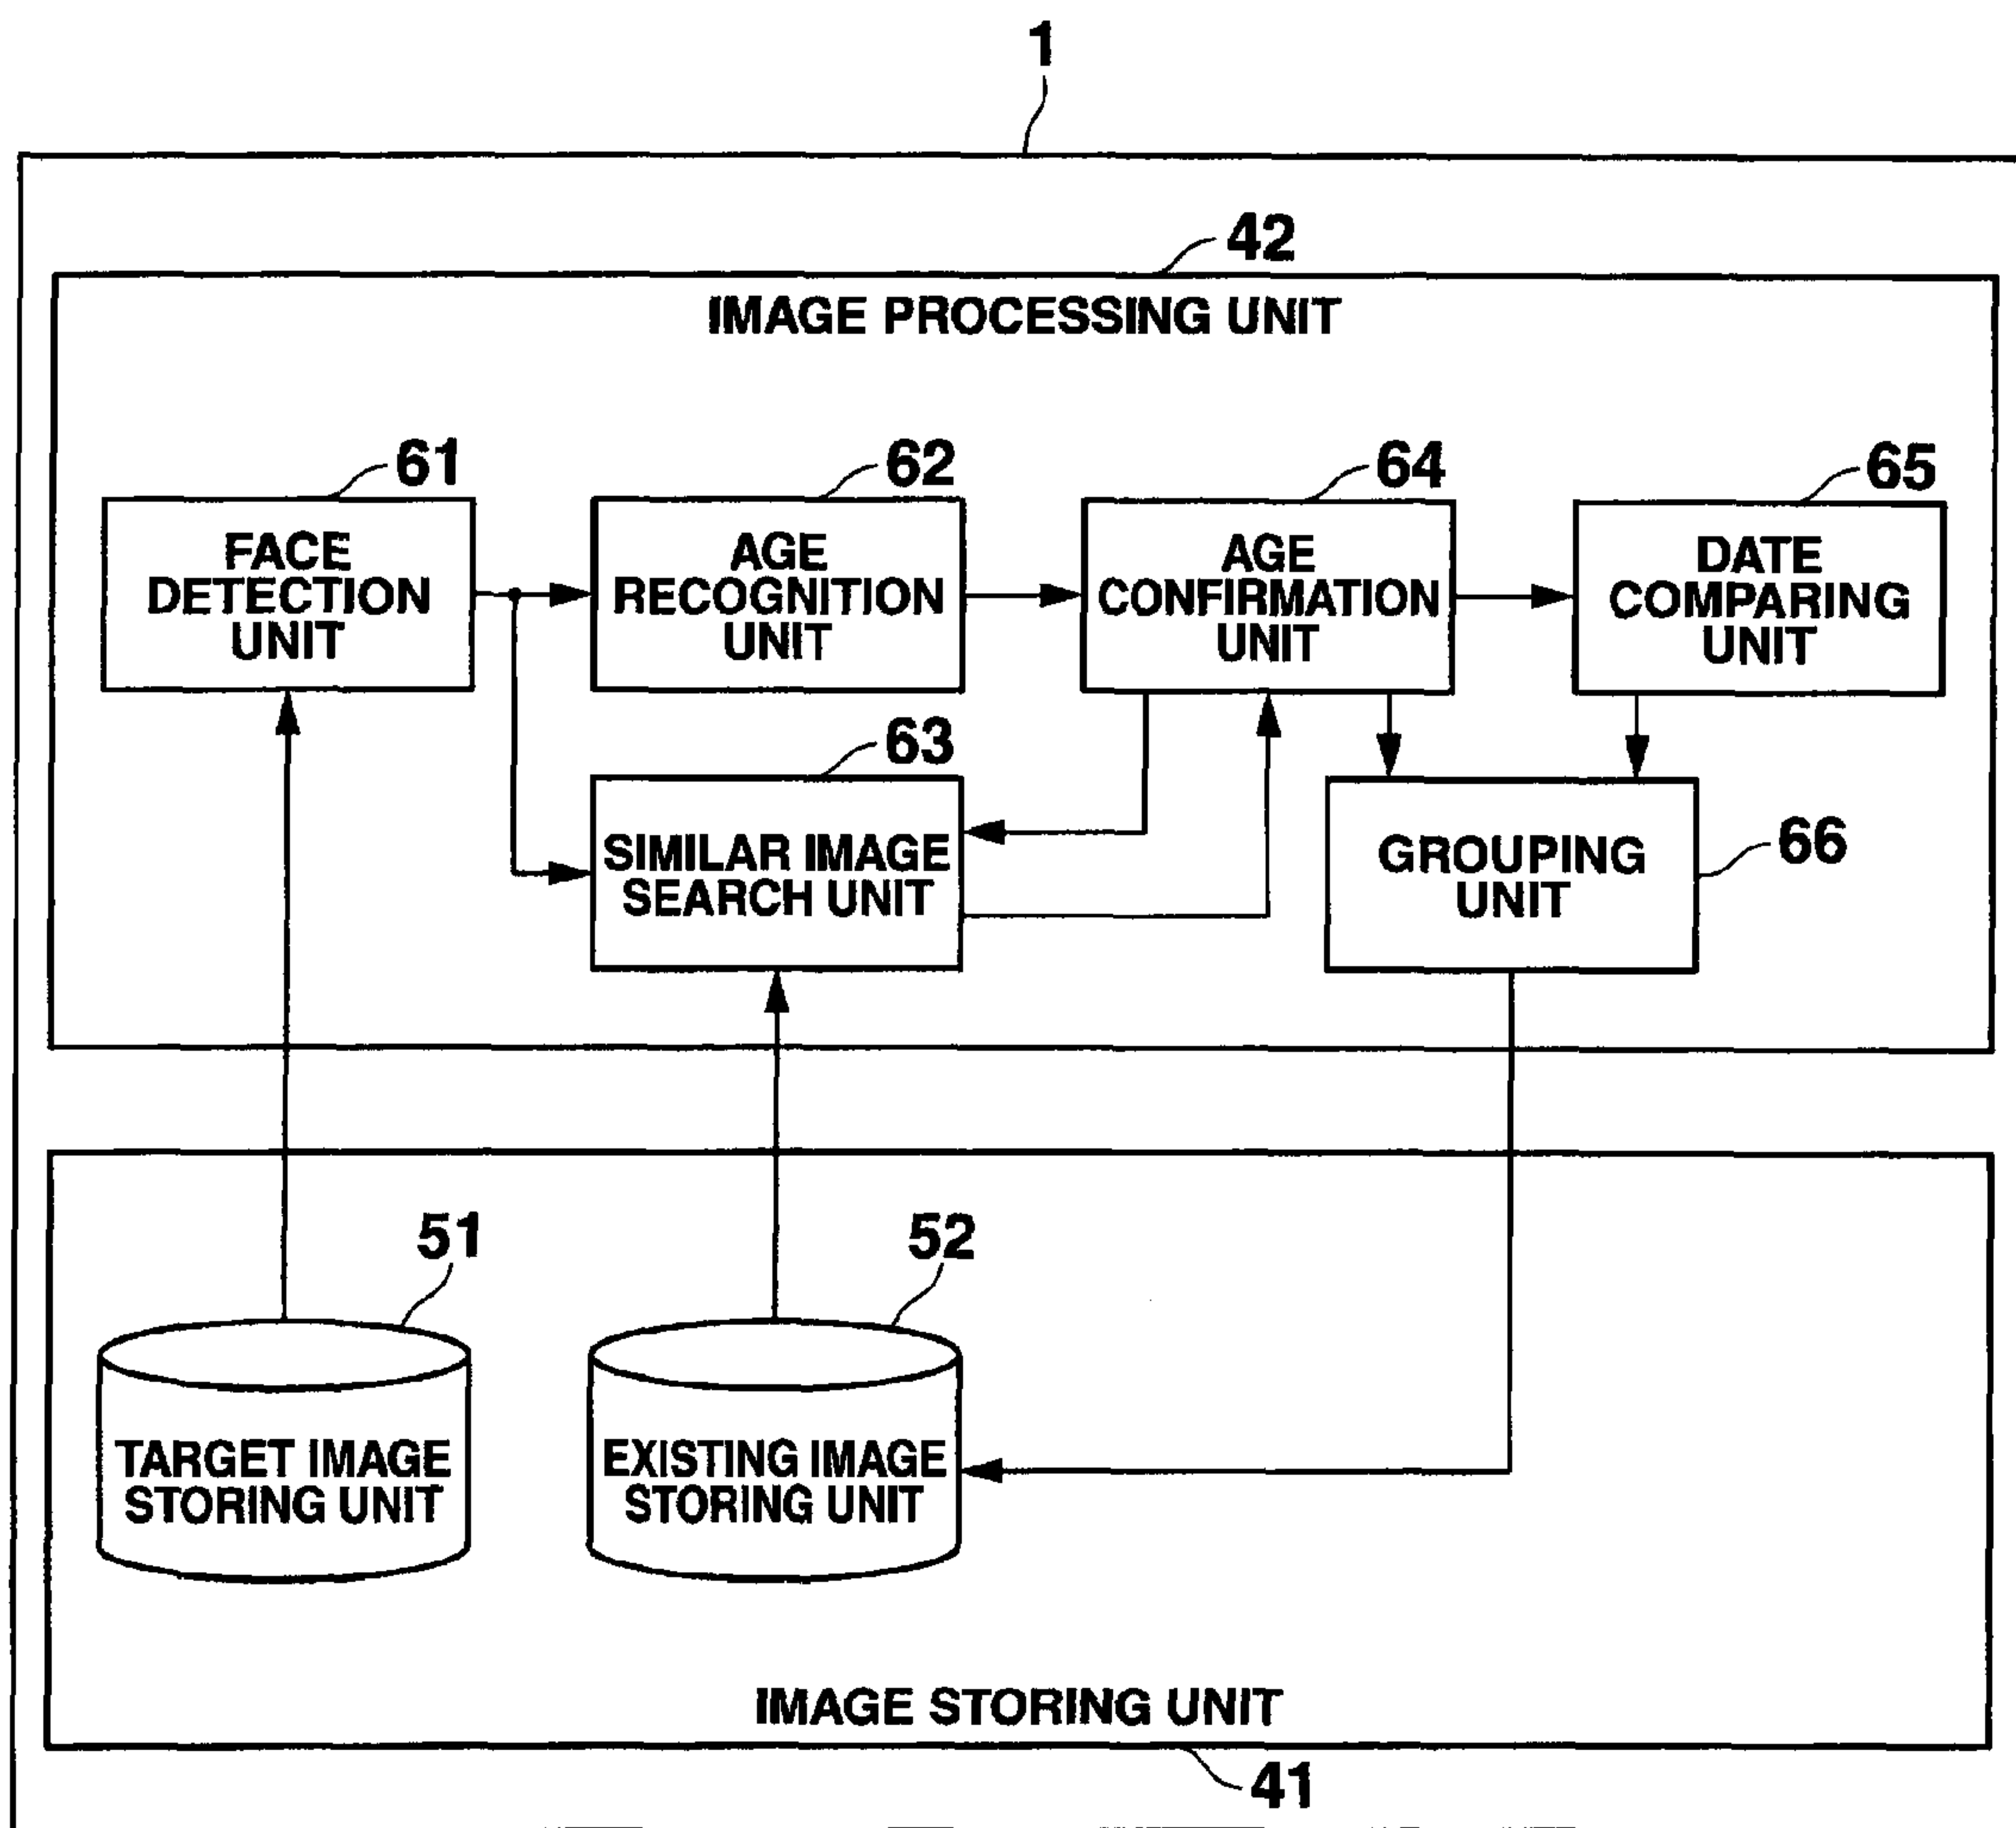 1
42
IMAGE PROCESSING UNIT
61
62
64
65
FACE
DETECTION
UNIT
AGE
RECOGNITION
UNIT
AGE
CONFIRMATION
UNIT
DATE
COMPARING
UNIT
63
SIMILAR IMAGE
SEARCH UNIT
GROUPING
UNIT
66
51
52
TARGET IMAGE
STORING UNIT
EXISTING IMAGE
STORING UNIT
IMAGE STORING UNIT
41